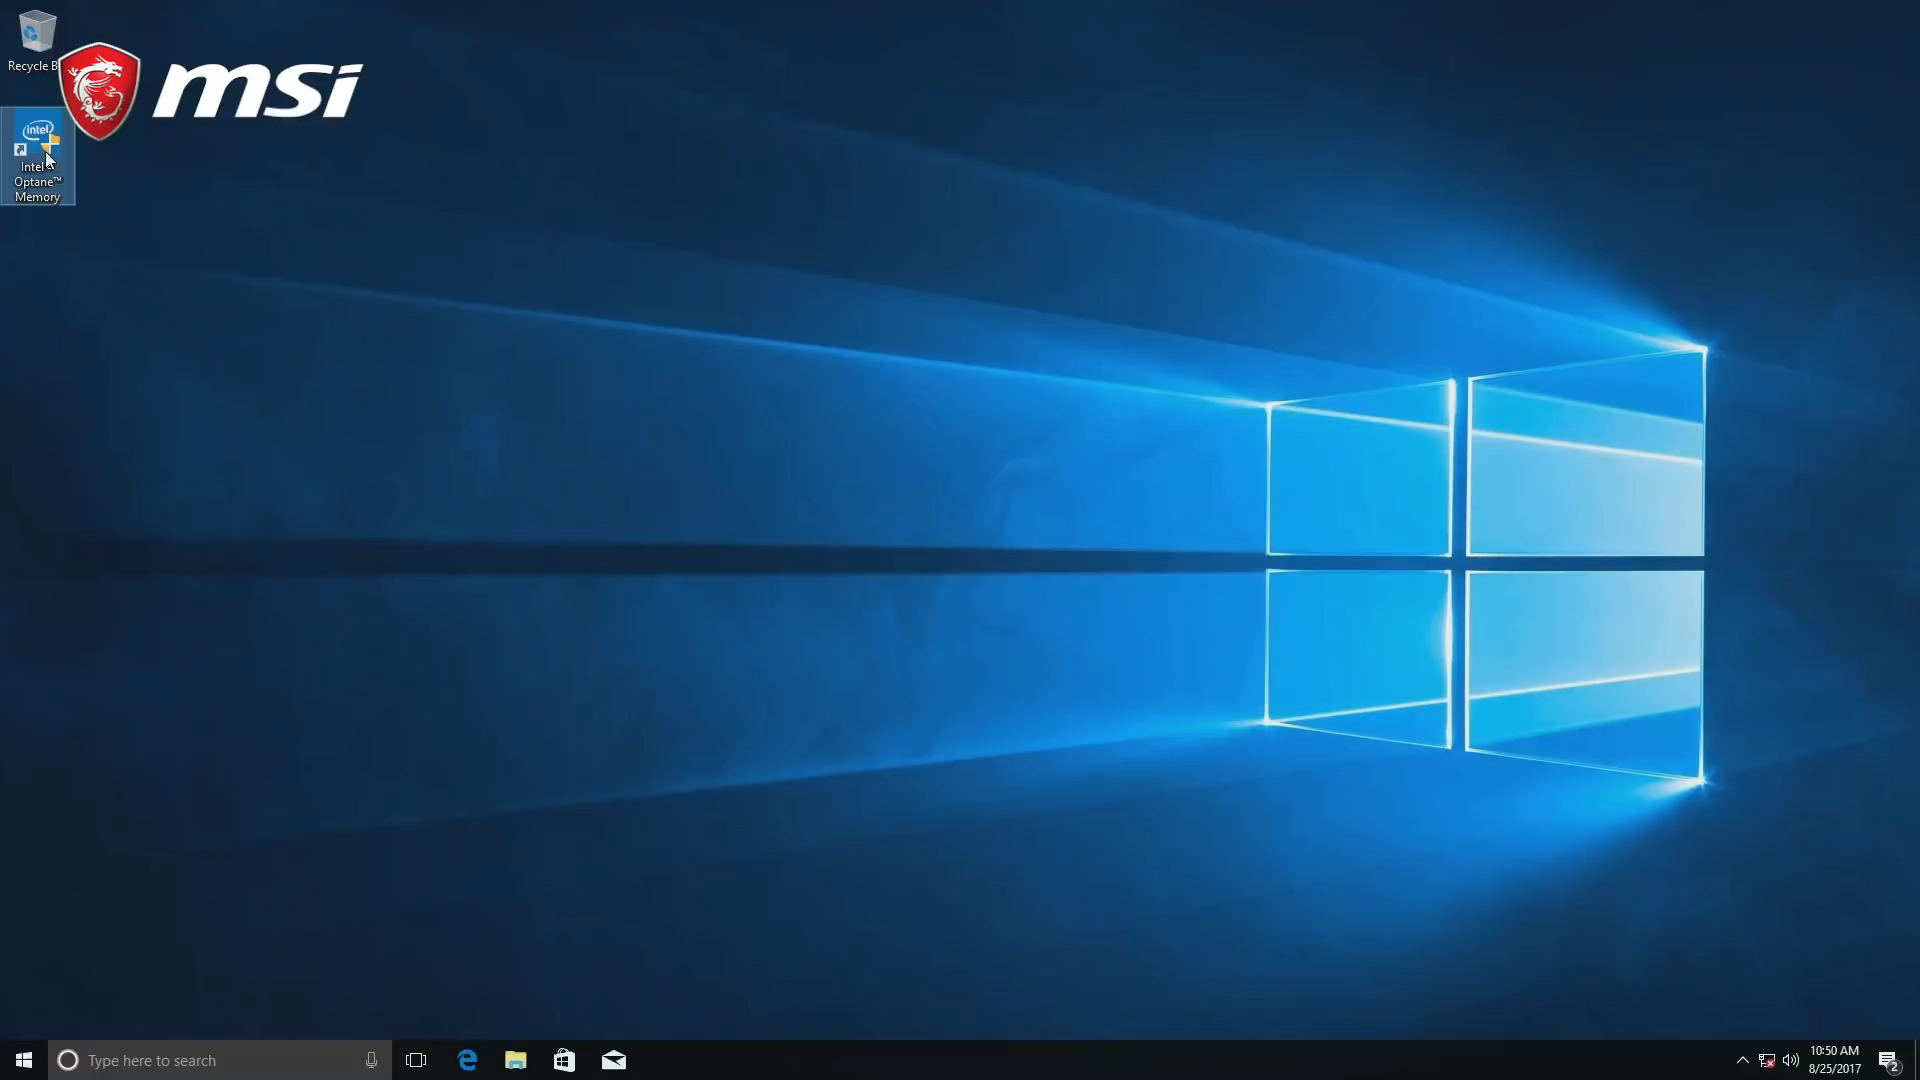 Recycle B
msi
intel
Intel
Optane™
Memory
Type here to search
10:50 AM
8/25/2017
2